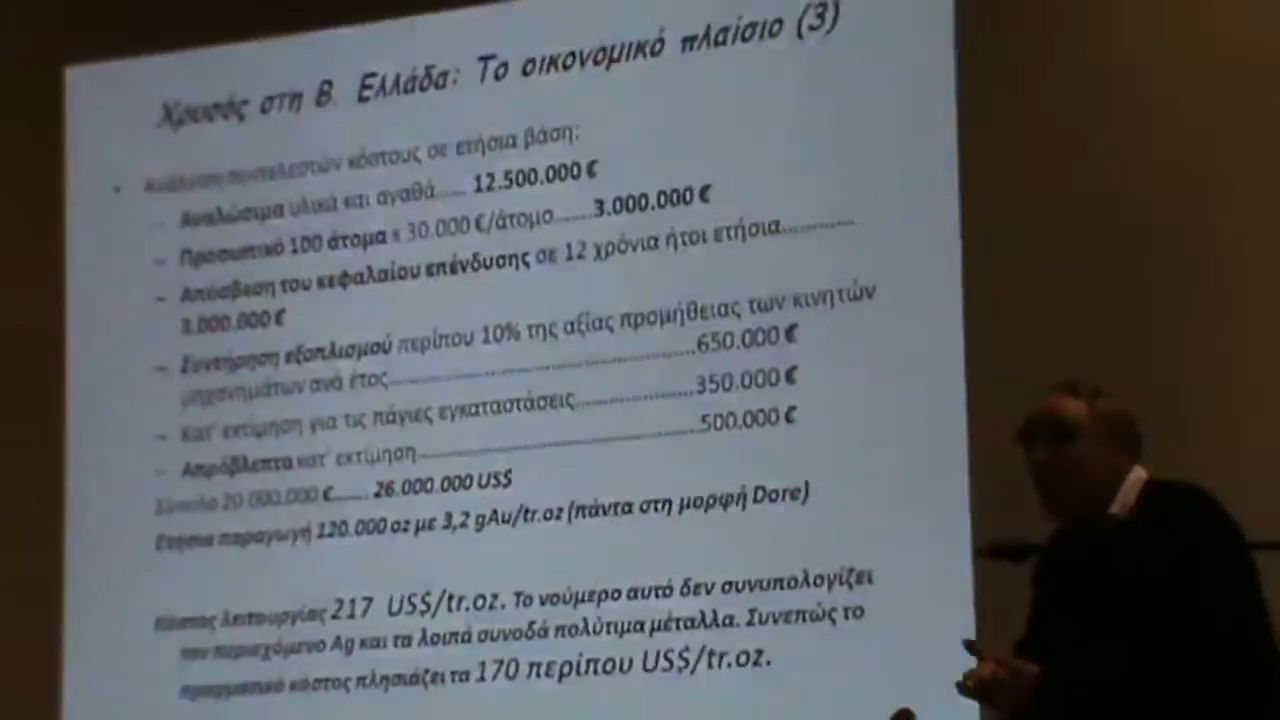 Χρυσός στη Β. Ελλάδα: Το οικονομικό πλαίσιο (3)
• Ανάλυση συντελεστών κόστους σε ετήσια βάση:
– Αναλώσιμα υλικά και αγαθά...... 12.500.000 €
– Προσωπικό 100 άτομα x 30.000 €/άτομο.......3.000.000 €
– Απόσβεση του κεφαλαίου επένδυσης σε 12 χρόνια ήτοι ετήσια.............
3.000.000 €
– Συντήρηση εξοπλισμού περίπου 10% της αξίας προμήθειας των κινητών
μηχανημάτων ανά έτος..........................................................650.000 €
– Κατ' εκτίμηση για τις πάγιες εγκαταστάσεις.......................350.000 €
– Απρόβλεπτα κατ' εκτίμηση.....................................................500.000 €
Σύνολο 20.000.000 €....... 26.000.000 US$
Ετήσια παραγωγή 120.000 oz με 3,2 gAu/tr.oz (πάντα στη μορφή Dore)
Κόστος λειτουργίας 217 US$/tr.oz. Το νούμερο αυτό δεν συνυπολογίζει
τον περιεχόμενο Ag και τα λοιπά συνοδά πολύτιμα μέταλλα. Συνεπώς το
πραγματικό κόστος πλησιάζει τα 170 περίπου US$/tr.oz.